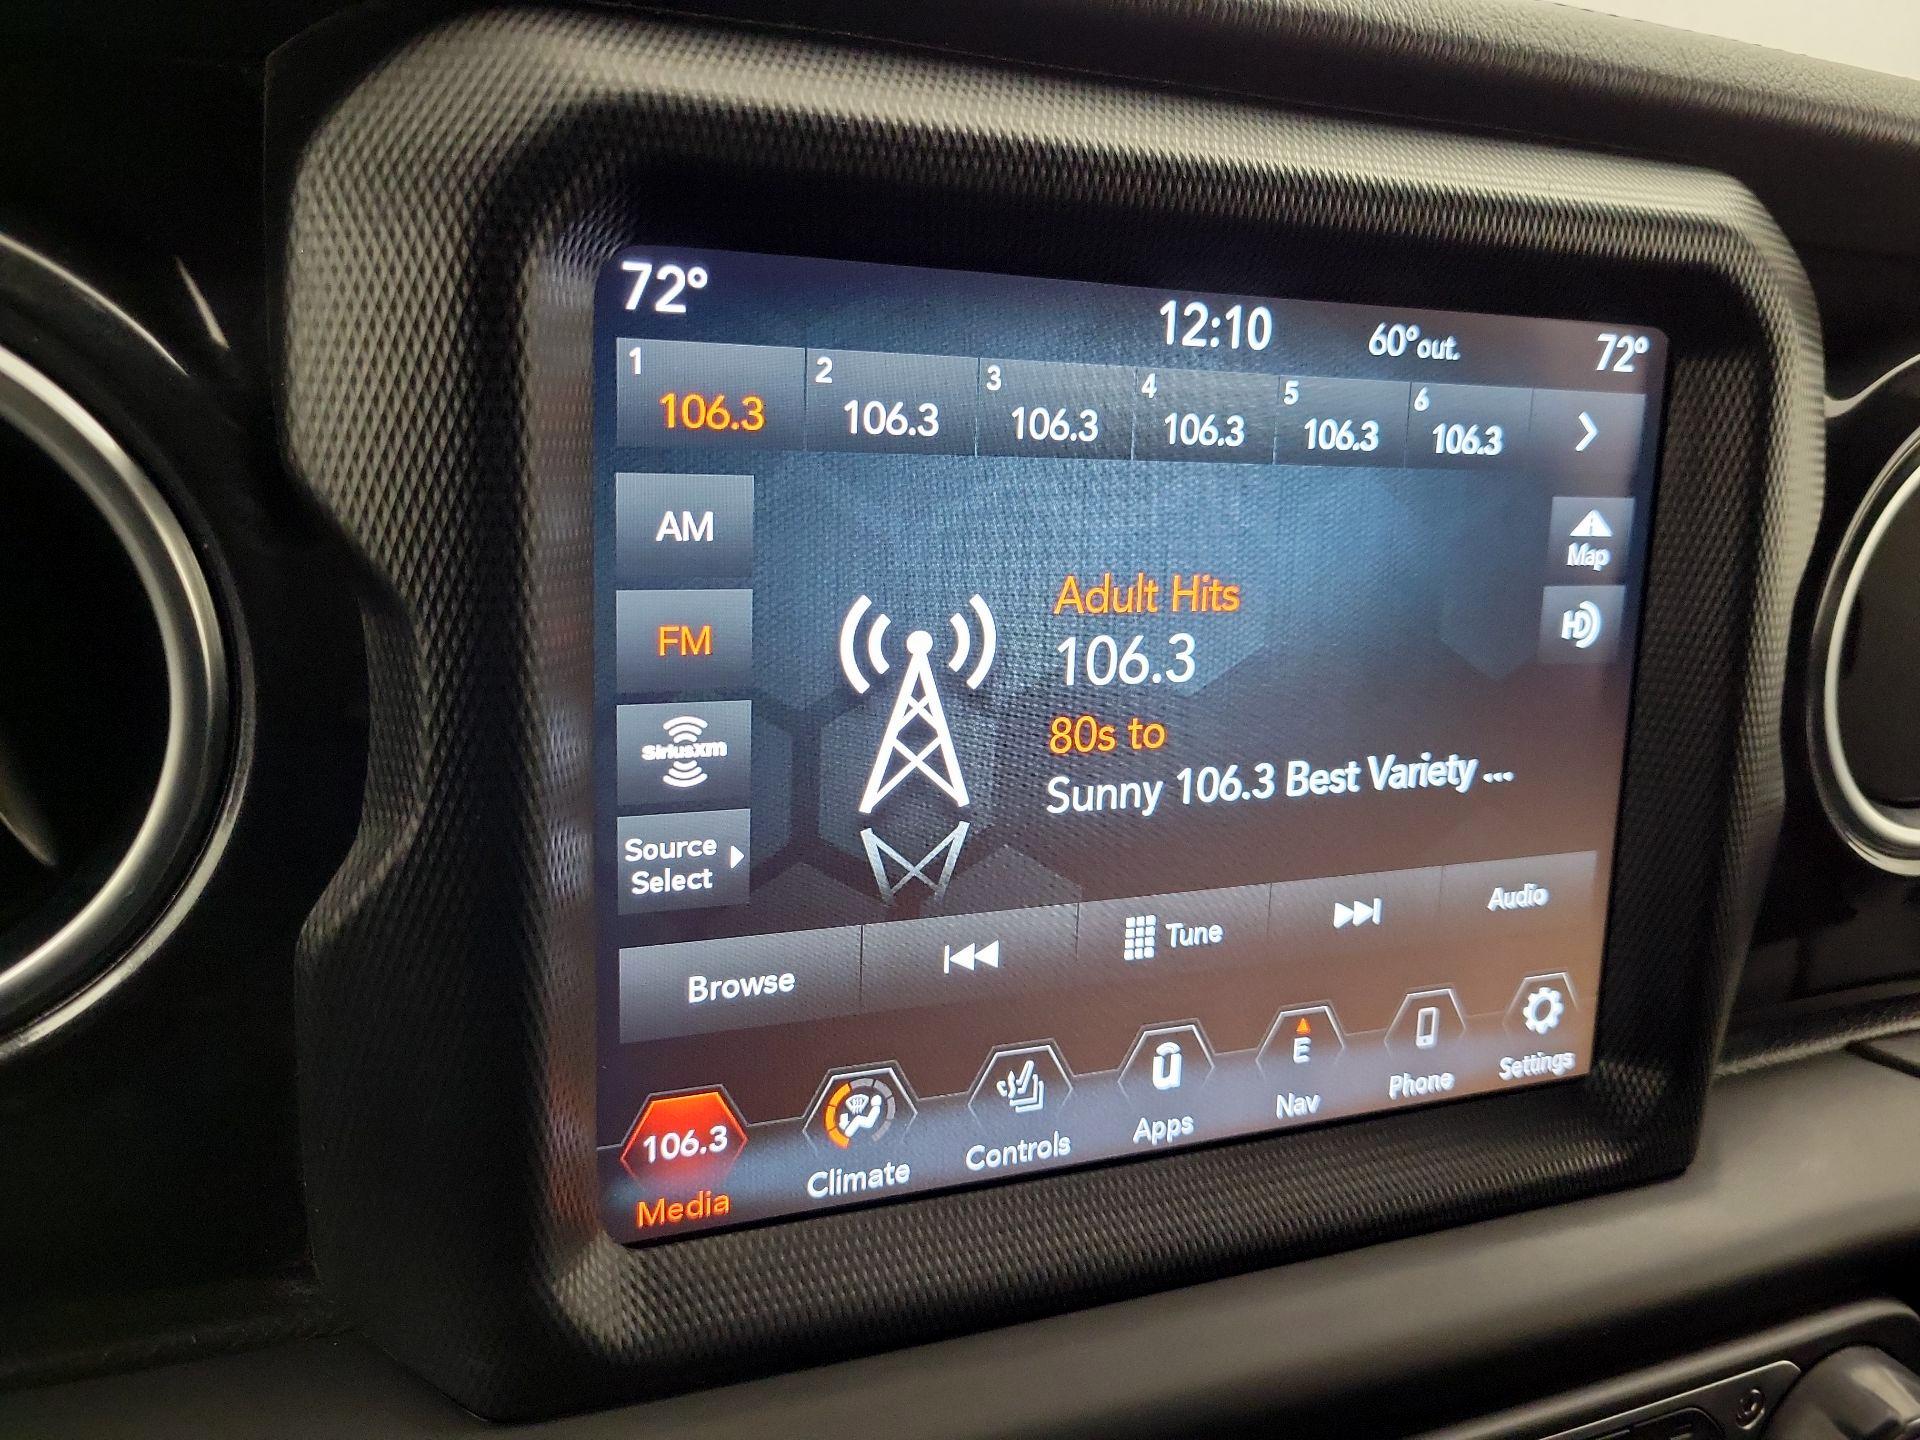 72°
12:10
60°out.
72°
1 2 3 4 5 6
106.3 106.3 106.3 106.3 106.3 106.3
AM
Map
FM
HD
Adult Hits
106.3
80s to
Sunny 106.3 Best Variety ...
SiriusXM
Source
Select
Browse
Tune
Audio
106.3
Media
Climate
Controls
u
Apps
E
Nav
Phone
Settings